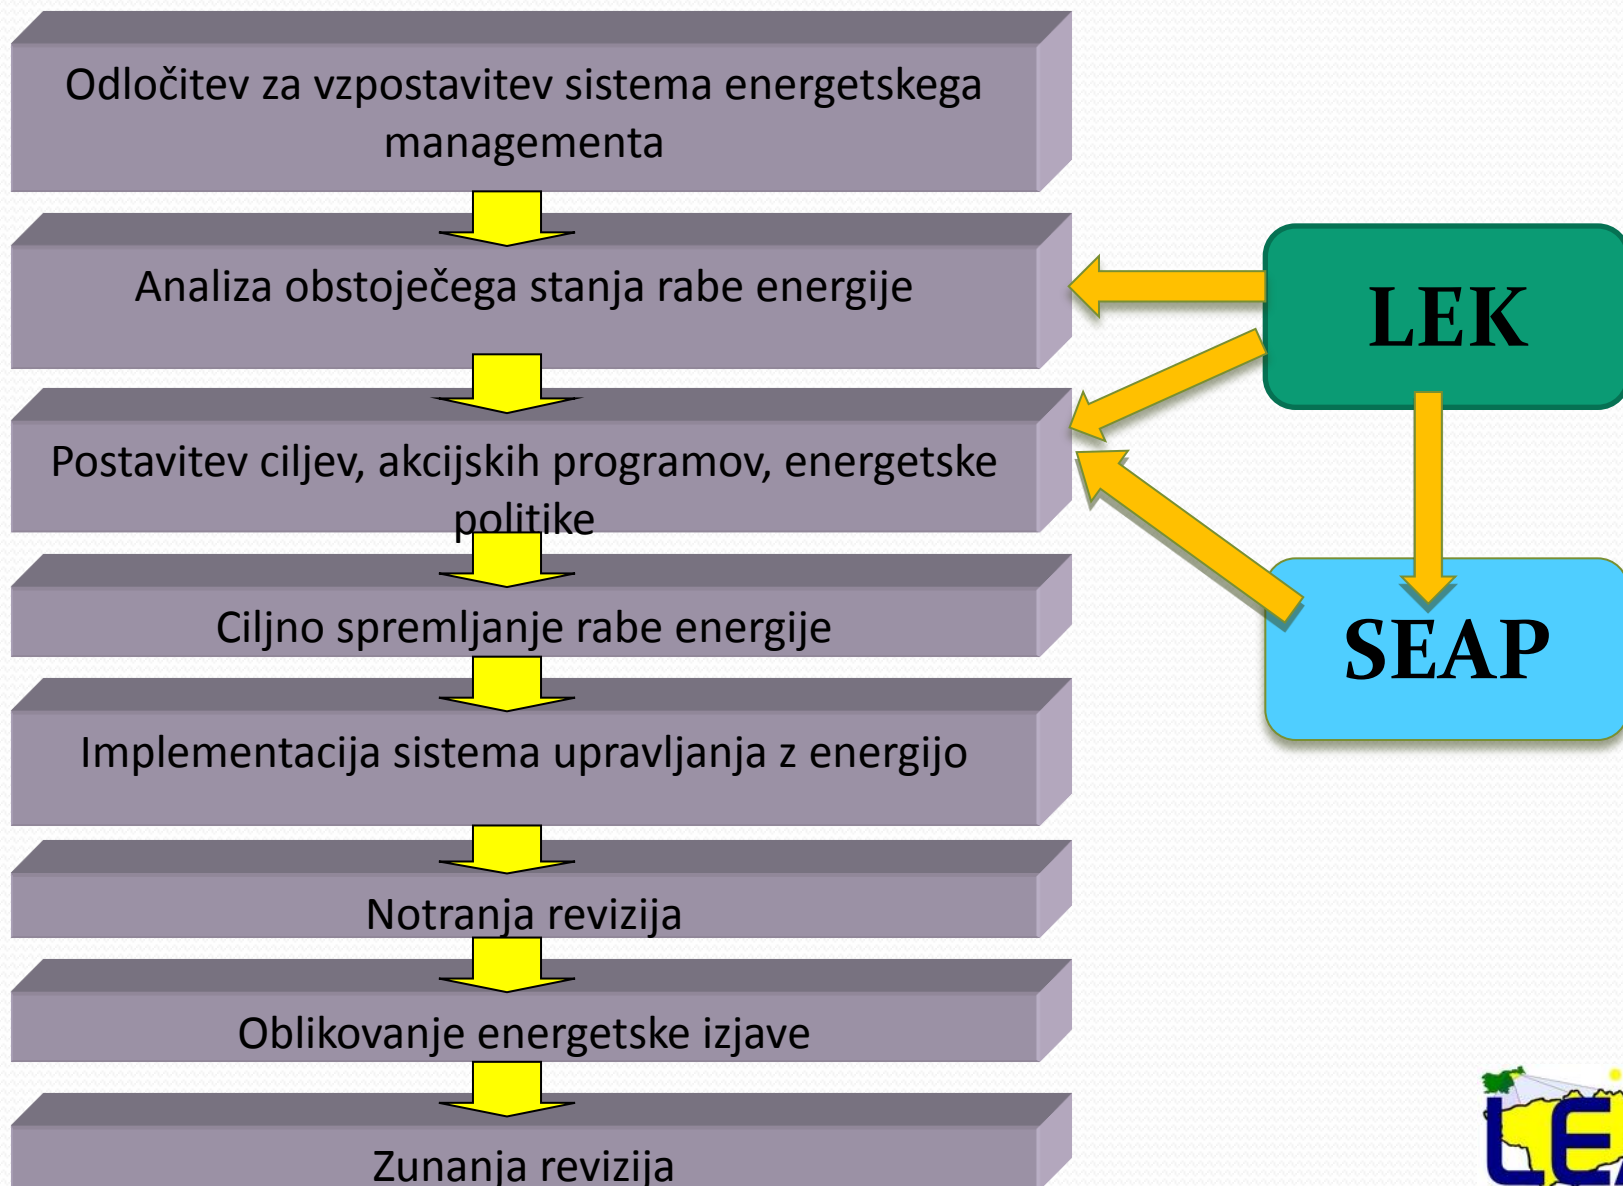 Odločitev za vzpostavitev sistema energetskega
managementa
Analiza obstoječega stanja rabe energije
Postavitev ciljev, akcijskih programov, energetske
politike
Ciljno spremljanje rabe energije
Implementacija sistema upravljanja z energijo
Notranja revizija
Oblikovanje energetske izjave
Zunanja revizija
LEK
SEAP